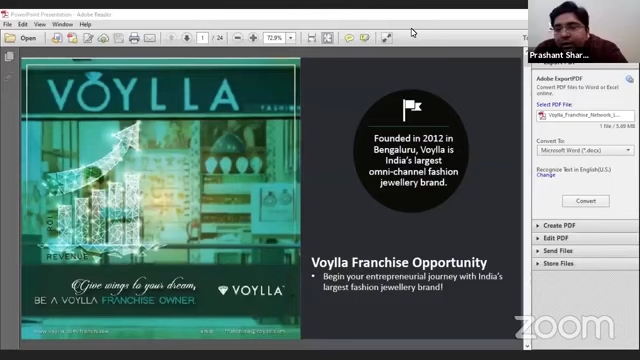 PowerPoint Presentation - Adobe Reader
File Edit View Window Help
Open
1
/ 24
72.9%
Prashant Shar...
VOYLLA
FASHION
ROI
REVENUE
Give wings to your dream,
BE A VOYLLA FRANCHISE OWNER
VOYLLA
Founded in 2012 in
Bengaluru, Voylla is
India's largest
omni-channel fashion
jewellery brand.
Voylla Franchise Opportunity
• Begin your entrepreneurial journey with India's
largest fashion jewellery brand!
Adobe ExportPDF
Convert PDF files to Word or Excel
online.
Select PDF File:
Voylla_Franchise_Network_L...
1 file / 5.69 MB
Convert To:
Microsoft Word (*.docx)
Recognize Text in English(U.S.)
Change
Convert
Create PDF
Edit PDF
Send Files
Store Files
zoom